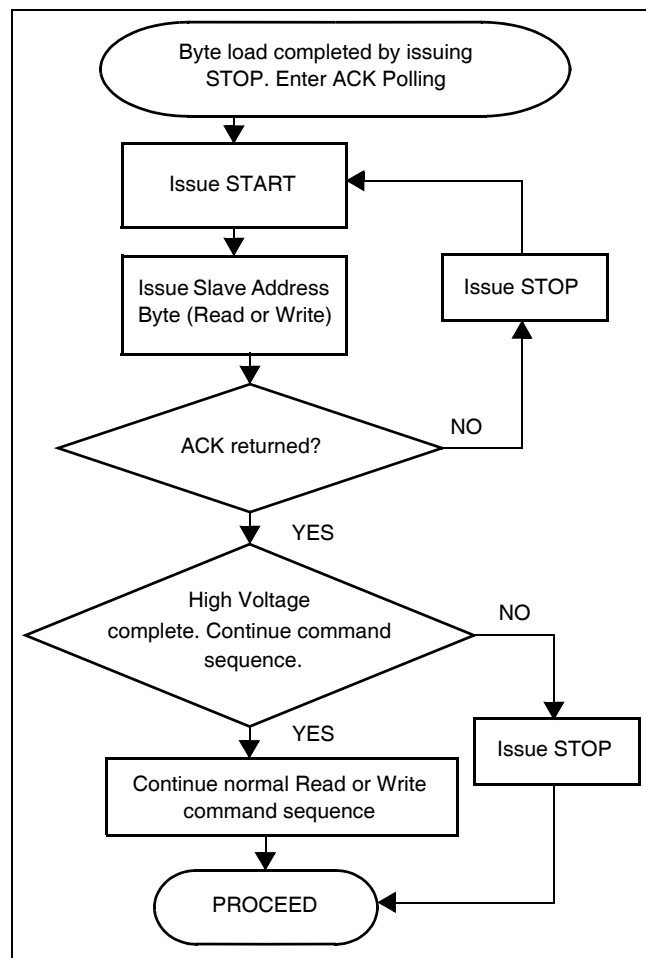 Byte load completed by issuing
STOP. Enter ACK Polling
Issue START
Issue STOP
Issue Slave Address
Byte (Read or Write)
ACK returned?
NO
YES
High Voltage
complete. Continue command
sequence.
NO
YES
Issue STOP
Continue normal Read or Write
command sequence
PROCEED